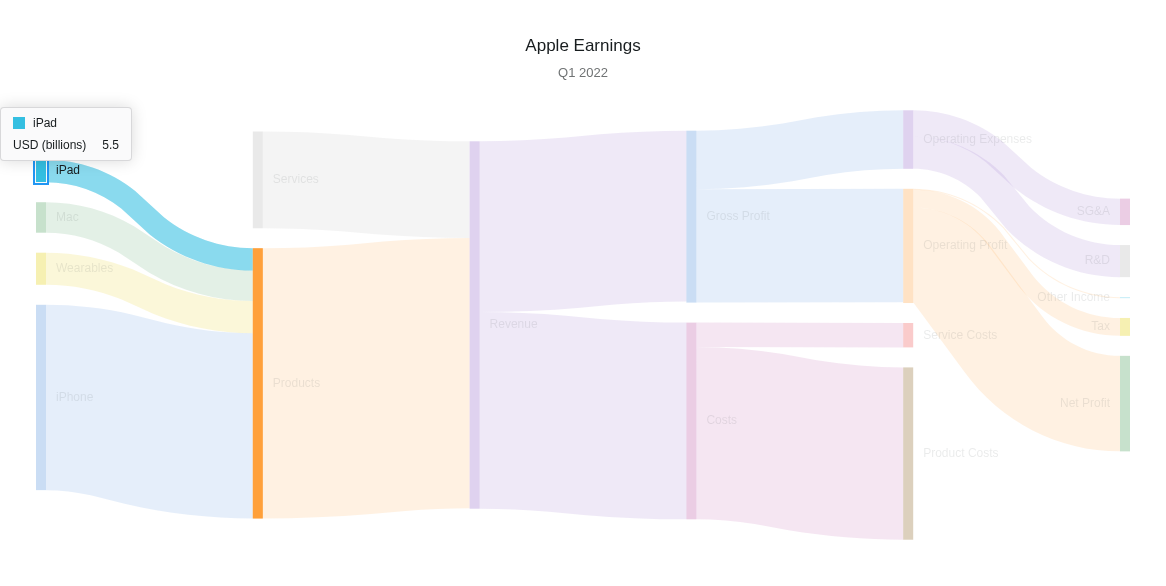 Apple Earnings
Q1 2022
iPad
USD (billions) 5.5
iPad
Mac
Wearables
iPhone
Services
Products
Revenue
Gross Profit
Costs
Operating Expenses
Operating Profit
Service Costs
Product Costs
SG&A
R&D
Other Income
Tax
Net Profit